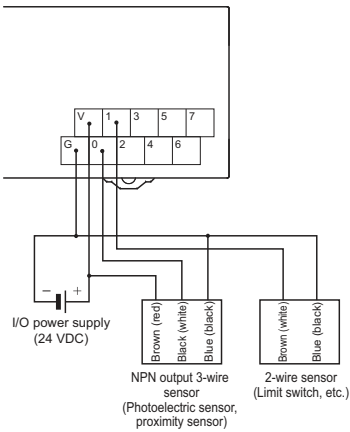 V 1 3 5 7
G 0 2 4 6
− +
I/O power supply
(24 VDC)
Brown (red)
Black (white)
Blue (black)
Brown (white)
Blue (black)
NPN output 3-wire
sensor
(Photoelectric sensor,
proximity sensor)
2-wire sensor
(Limit switch, etc.)